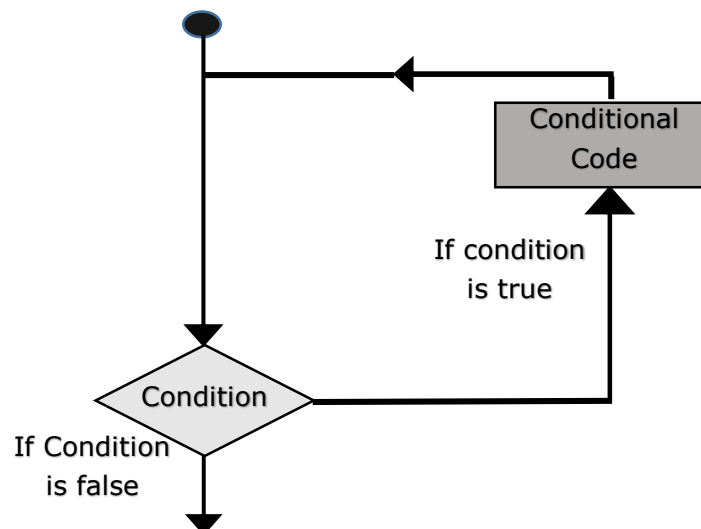 Conditional
Code
If condition
is true
Condition
If Condition
is false